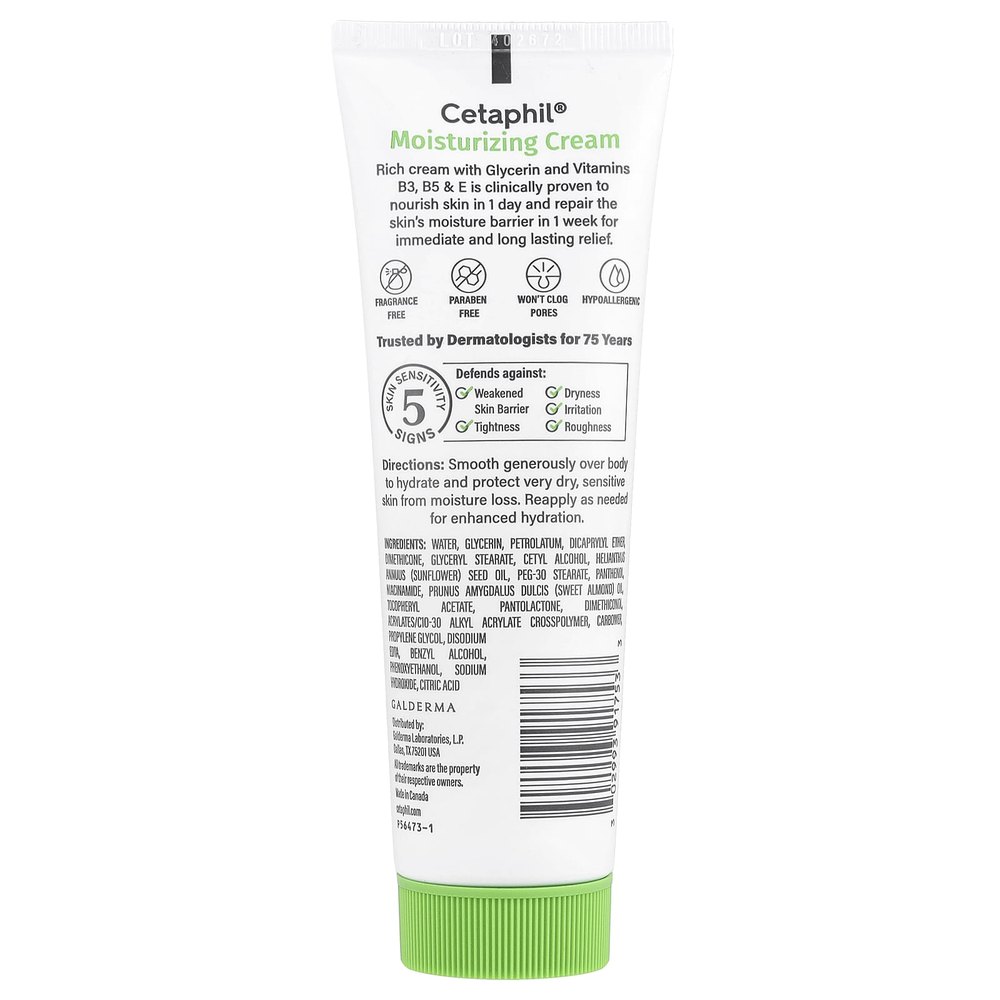 LOT 402672
Cetaphil®
Moisturizing Cream
Rich cream with Glycerin and Vitamins
B3, B5 & E is clinically proven to
nourish skin in 1 day and repair the
skin's moisture barrier in 1 week for
immediate and long lasting relief.
FRAGRANCE FREE
PARABEN FREE
WON'T CLOG PORES
HYPOALLERGENIC
Trusted by Dermatologists for 75 Years
SKIN SENSITIVITY
5
SIGNS
Defends against:
Weakened Skin Barrier
Tightness
Dryness
Irritation
Roughness
Directions: Smooth generously over body
to hydrate and protect very dry, sensitive
skin from moisture loss. Reapply as needed
for enhanced hydration.
INGREDIENTS: WATER, GLYCERIN, PETROLATUM, DICAPRYLYL ETHER,
DIMETHICONE, GLYCERYL STEARATE, CETYL ALCOHOL, HELIANTHUS
ANNUUS (SUNFLOWER) SEED OIL, PEG-30 STEARATE, PANTHENOL,
NIACINAMIDE, PRUNUS AMYGDALUS DULCIS (SWEET ALMOND) OIL,
TOCOPHERYL ACETATE, PANTOLACTONE, DIMETHICONOL,
ACRYLATES/C10-30 ALKYL ACRYLATE CROSSPOLYMER, CARBOMER,
PROPYLENE GLYCOL, DISODIUM
EDTA, BENZYL ALCOHOL,
PHENOXYETHANOL, SODIUM
HYDROXIDE, CITRIC ACID
GALDERMA
Distributed by:
Galderma Laboratories, L.P.
Dallas, TX 75201 USA
All trademarks are the property
of their respective owners.
Made in Canada
cetaphil.com
P56473-1
3 02993 91753 3